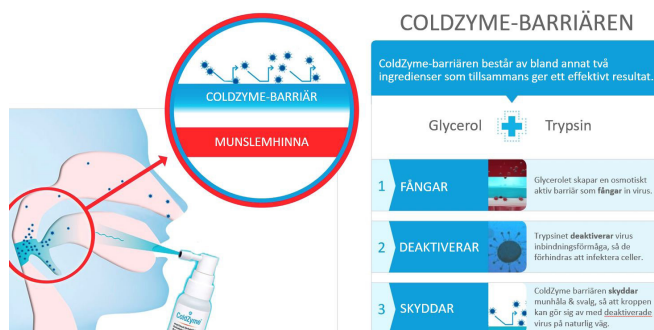 COLDZYME-BARRIÄREN
ColdZyme-barriären består av bland annat två
ingredienser som tillsammans ger ett effektivt resultat.
Glycerol
Trypsin
1 FÅNGAR
Glycerolet skapar en osmotiskt
aktiv barriär som fångar in virus.
2 DEAKTIVERAR
Trypsinet deaktiverar virus
inbindningsförmåga, så de
förhindras att infektera celler.
3 SKYDDAR
ColdZyme barriären skyddar
munhåla & svalg, så att kroppen
kan gör sig av med deaktiverade
virus på naturlig väg.
COLDZYME-BARRIÄR
MUNSLEMHINNA
ColdZyme